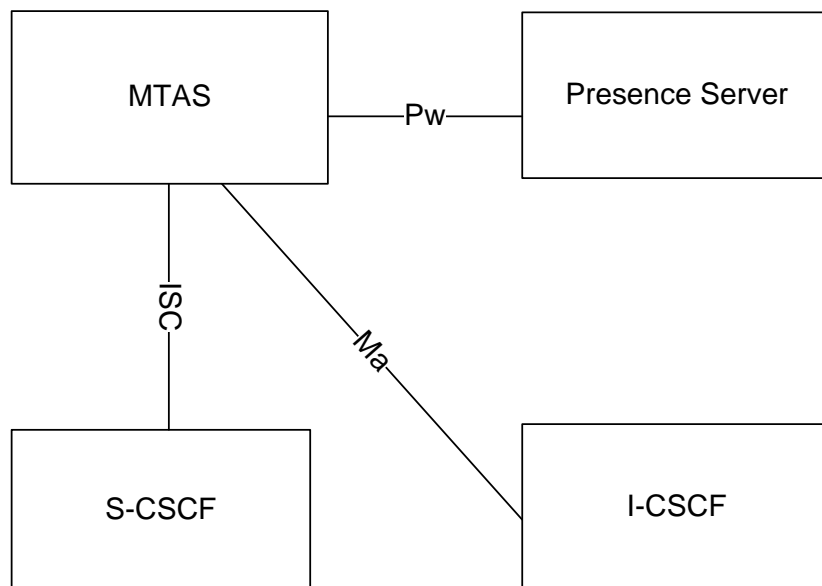 MTAS
Presence Server
Pw
ISC
Ma
S-CSCF
I-CSCF